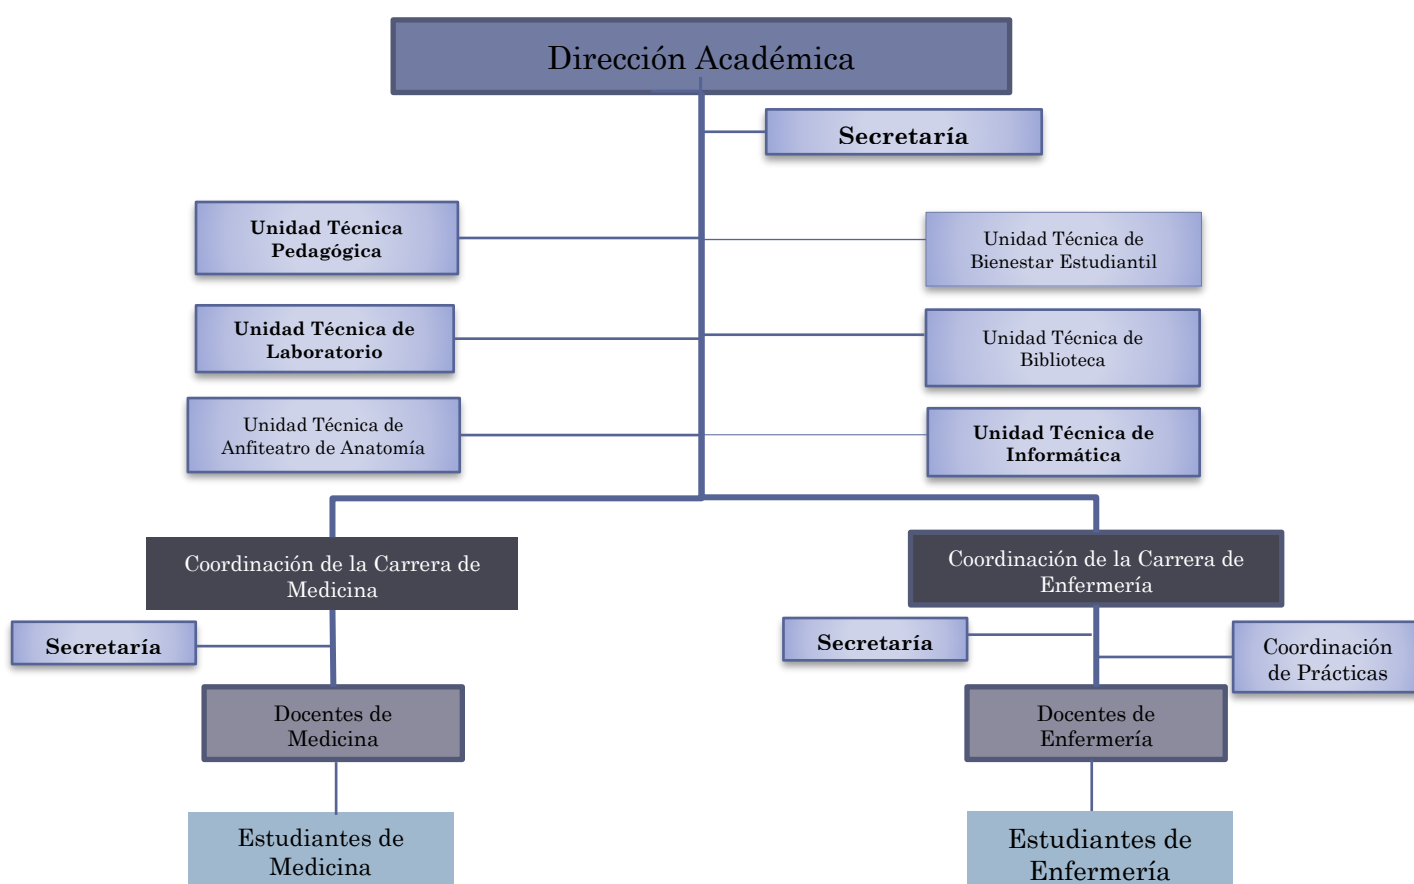 Dirección Académica
Secretaría
Unidad Técnica
Pedagógica
Unidad Técnica de
Bienestar Estudiantil
Unidad Técnica de
Laboratorio
Unidad Técnica de
Biblioteca
Unidad Técnica de
Anfiteatro de Anatomía
Unidad Técnica de
Informática
Coordinación de la Carrera de
Medicina
Coordinación de la Carrera de
Enfermería
Secretaría
Secretaría
Coordinación
de Prácticas
Docentes de
Medicina
Docentes de
Enfermería
Estudiantes de
Medicina
Estudiantes de
Enfermería